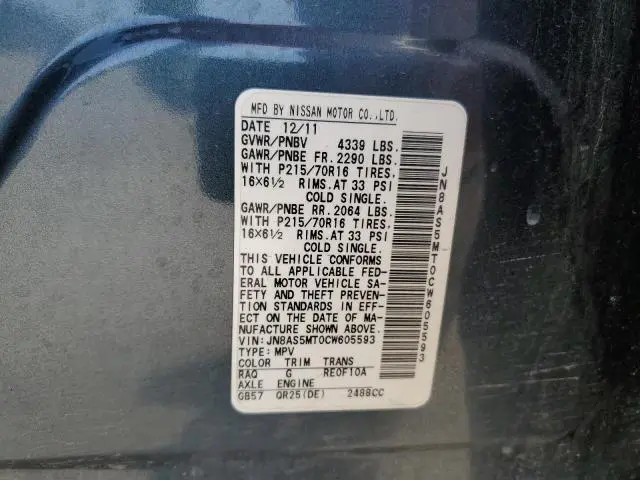 MFD BY NISSAN MOTOR CO.,LTD.
DATE 12/11
GVWR/PNBV 4339 LBS.
GAWR/PNBE FR. 2290 LBS.
WITH P215/70R16 TIRES,
16X6½ RIMS. AT 33 PSI
COLD SINGLE.
GAWR/PNBE RR. 2064 LBS.
WITH P215/70R16 TIRES,
16X6½ RIMS. AT 33 PSI
COLD SINGLE.
THIS VEHICLE CONFORMS
TO ALL APPLICABLE FED-
ERAL MOTOR VEHICLE SA-
FETY AND THEFT PREVEN-
TION STANDARDS IN EFF-
ECT ON THE DATE OF MA-
NUFACTURE SHOWN ABOVE.
VIN: JN8AS5MT0CW605593
TYPE: MPV
COLOR TRIM TRANS
RAQ G RE0F10A
AXLE ENGINE
GB57 QR25(DE) 2488CC
JN8AS5MT0CW605593